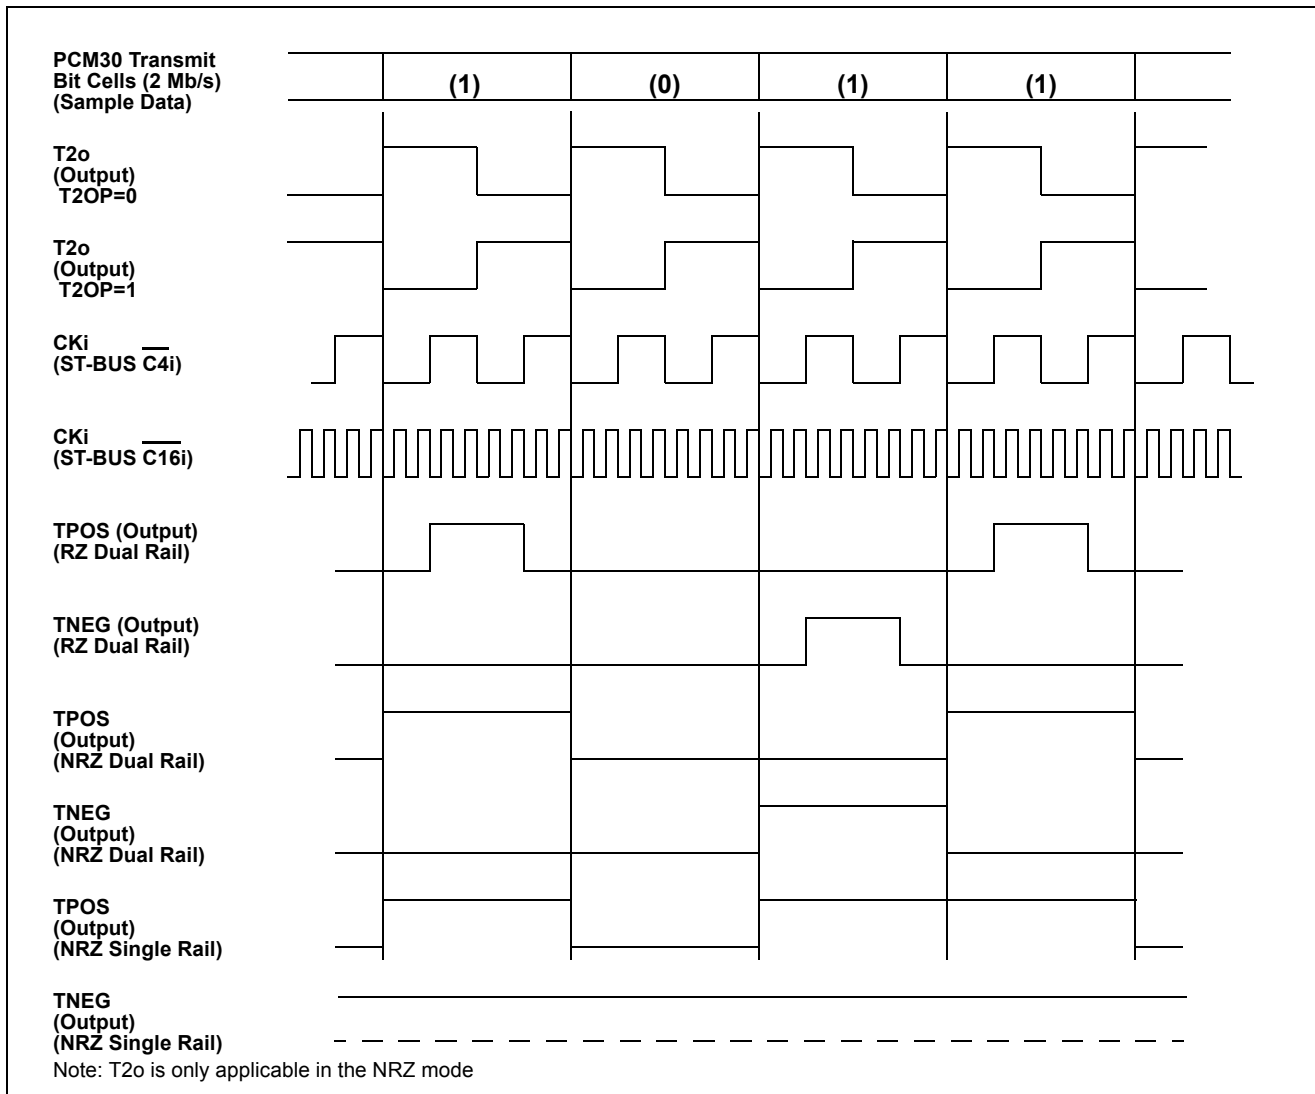 PCM30 Transmit
Bit Cells (2 Mb/s)
(Sample Data)
(1)
(0)
(1)
(1)
T2o
(Output)
T2OP=0
T2o
(Output)
T2OP=1
CKi
(ST-BUS C4i)
CKi
(ST-BUS C16i)
TPOS (Output)
(RZ Dual Rail)
TNEG (Output)
(RZ Dual Rail)
TPOS
(Output)
(NRZ Dual Rail)
TNEG
(Output)
(NRZ Dual Rail)
TPOS
(Output)
(NRZ Single Rail)
TNEG
(Output)
(NRZ Single Rail)
Note: T2o is only applicable in the NRZ mode